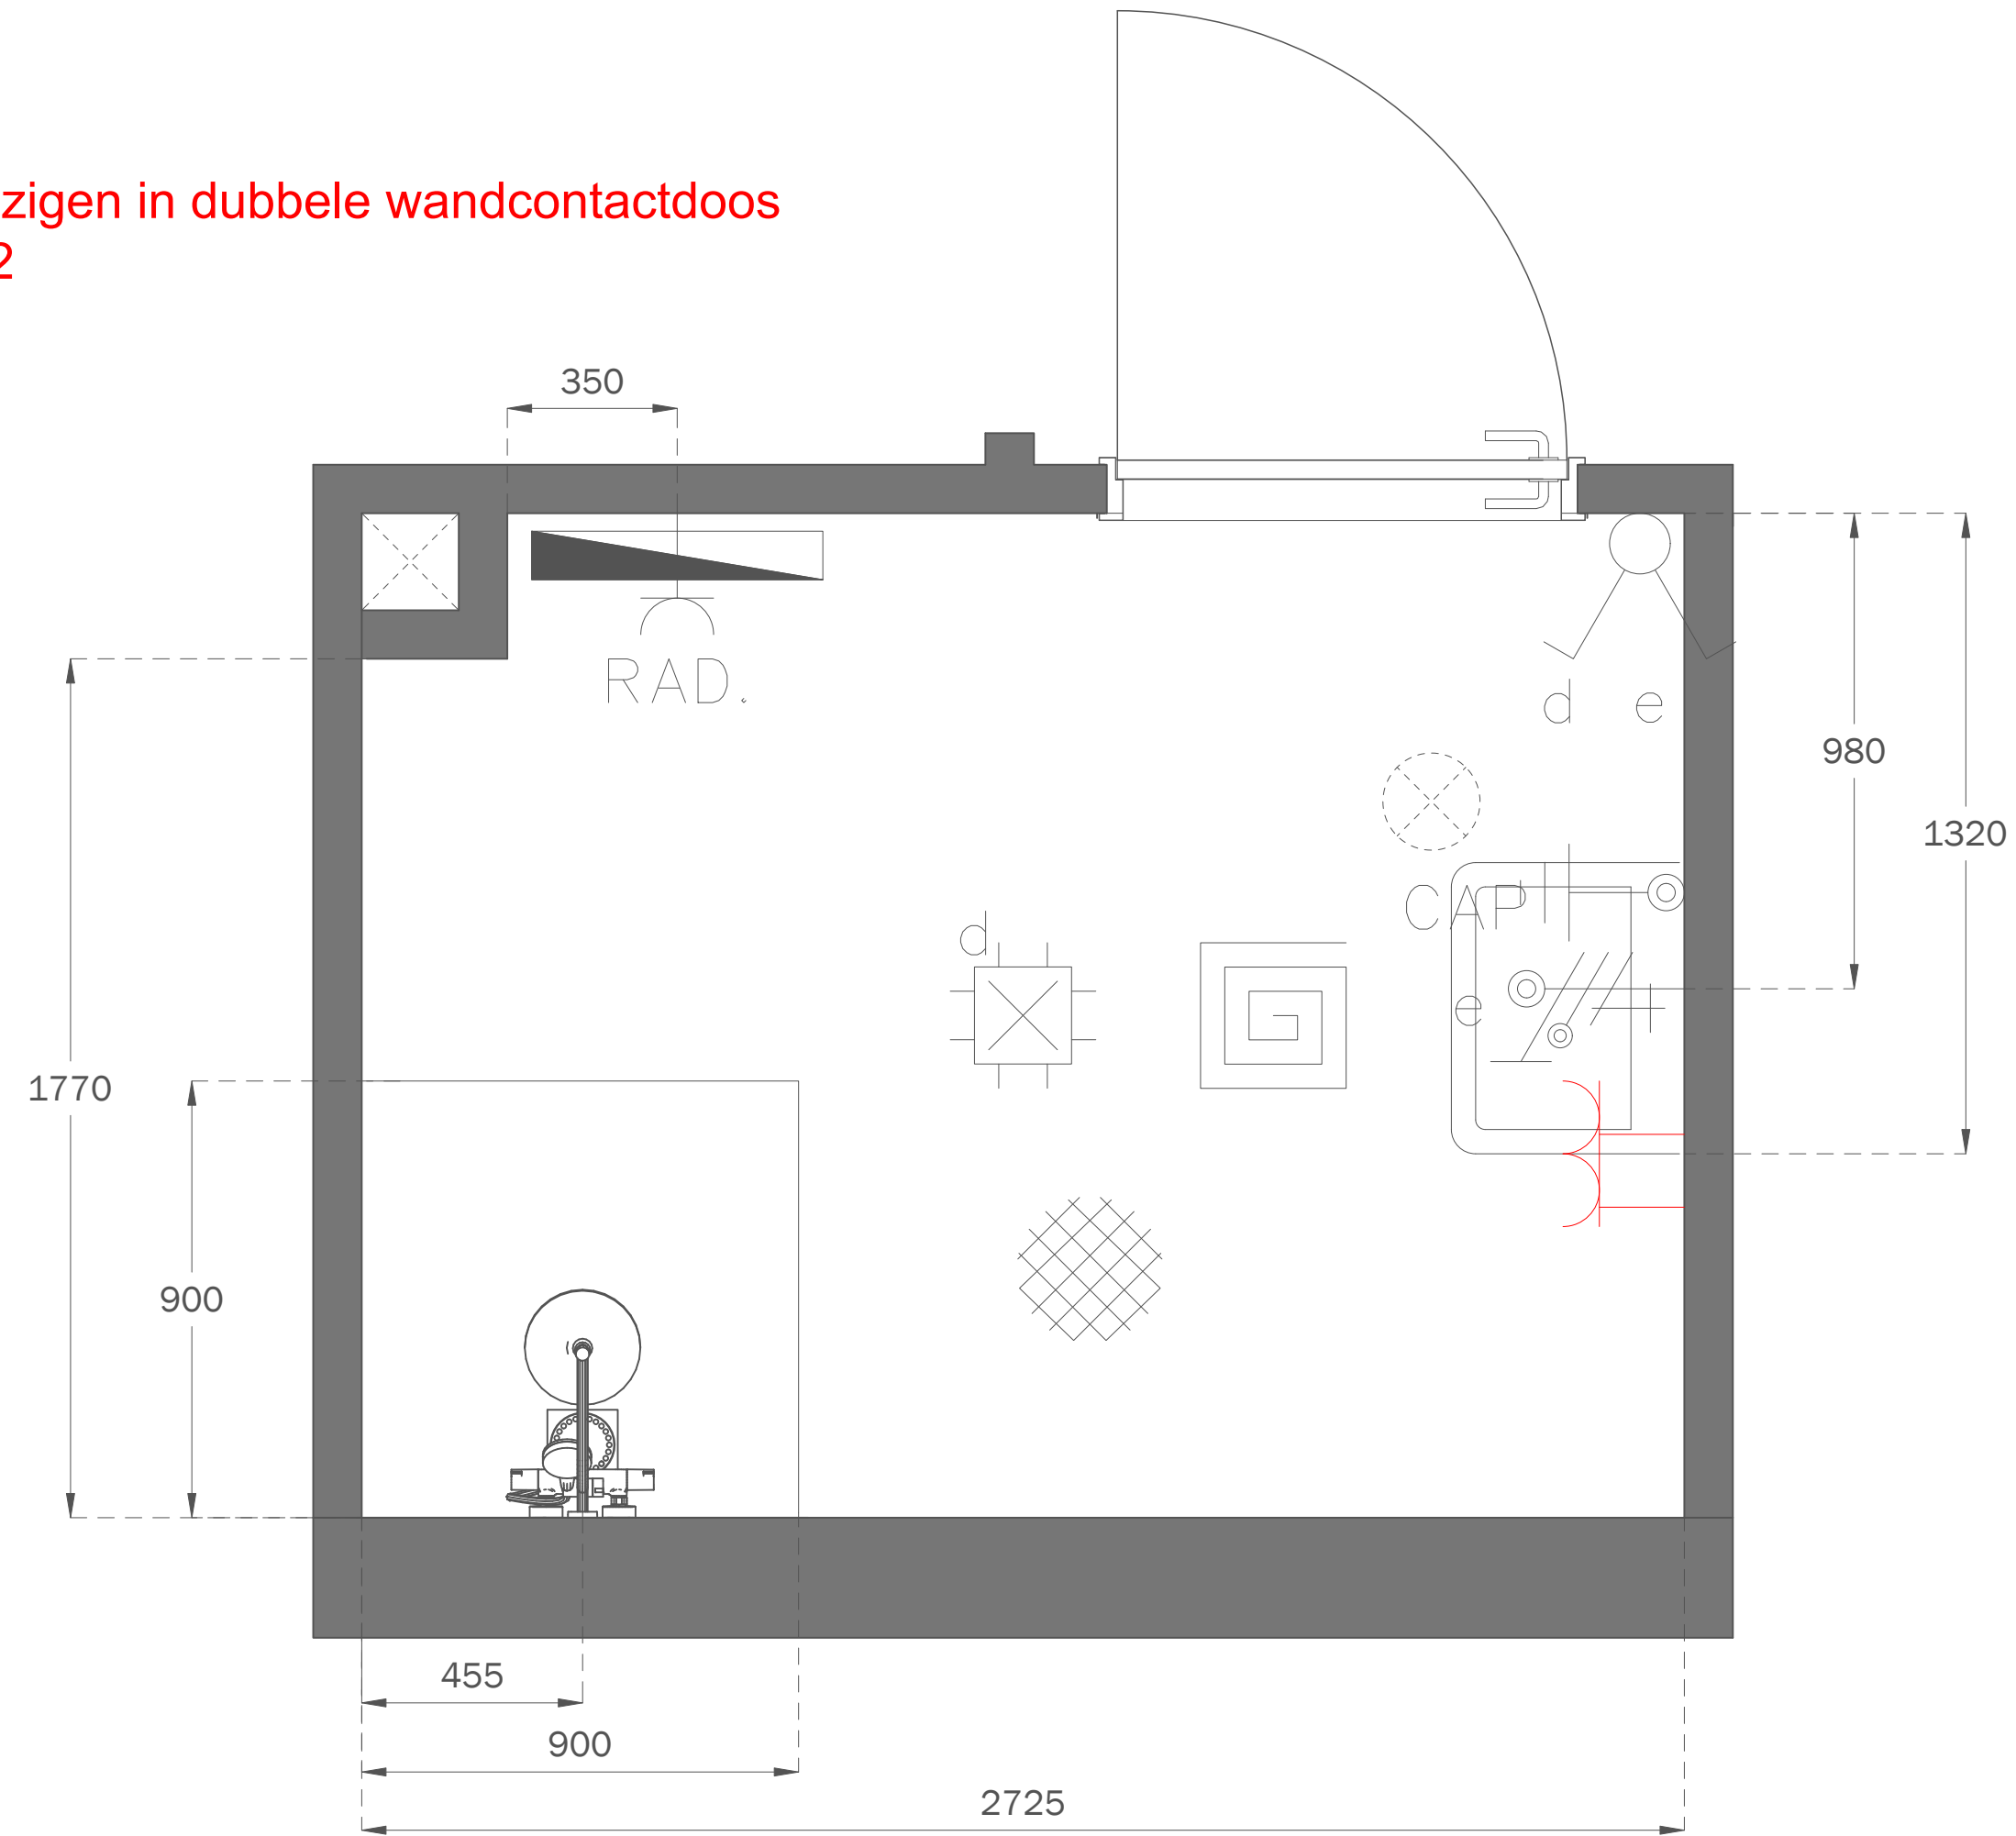 zigen in dubbele wandcontactdoos
2
350
RAD.
d e
980
1320
CAP
d
e
1770
900
455
900
2725